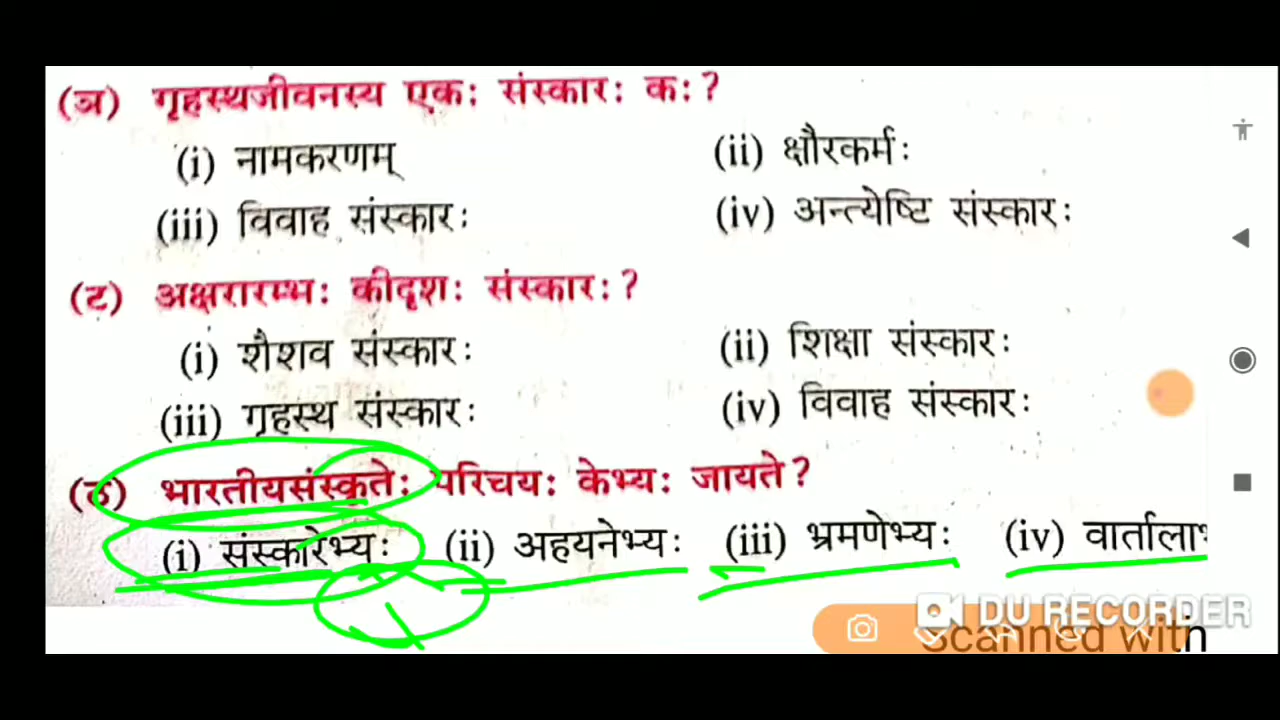 (ञ) गृहस्थजीवनस्य एकः संस्कारः कः?
(i) नामकरणम् (ii) क्षौरकर्मः
(iii) विवाह संस्कारः (iv) अन्त्येष्टि संस्कारः
(ट) अक्षरारम्भः कीदृशः संस्कारः?
(i) शैशव संस्कारः (ii) शिक्षा संस्कारः
(iii) गृहस्थ संस्कारः (iv) विवाह संस्कारः
(ठ) भारतीयसंस्कृतेः परिचयः केभ्यः जायते?
(i) संस्कारेभ्यः (ii) अहयनेभ्यः (iii) भ्रमणेभ्यः (iv)
DU RECORDER
Scanned with